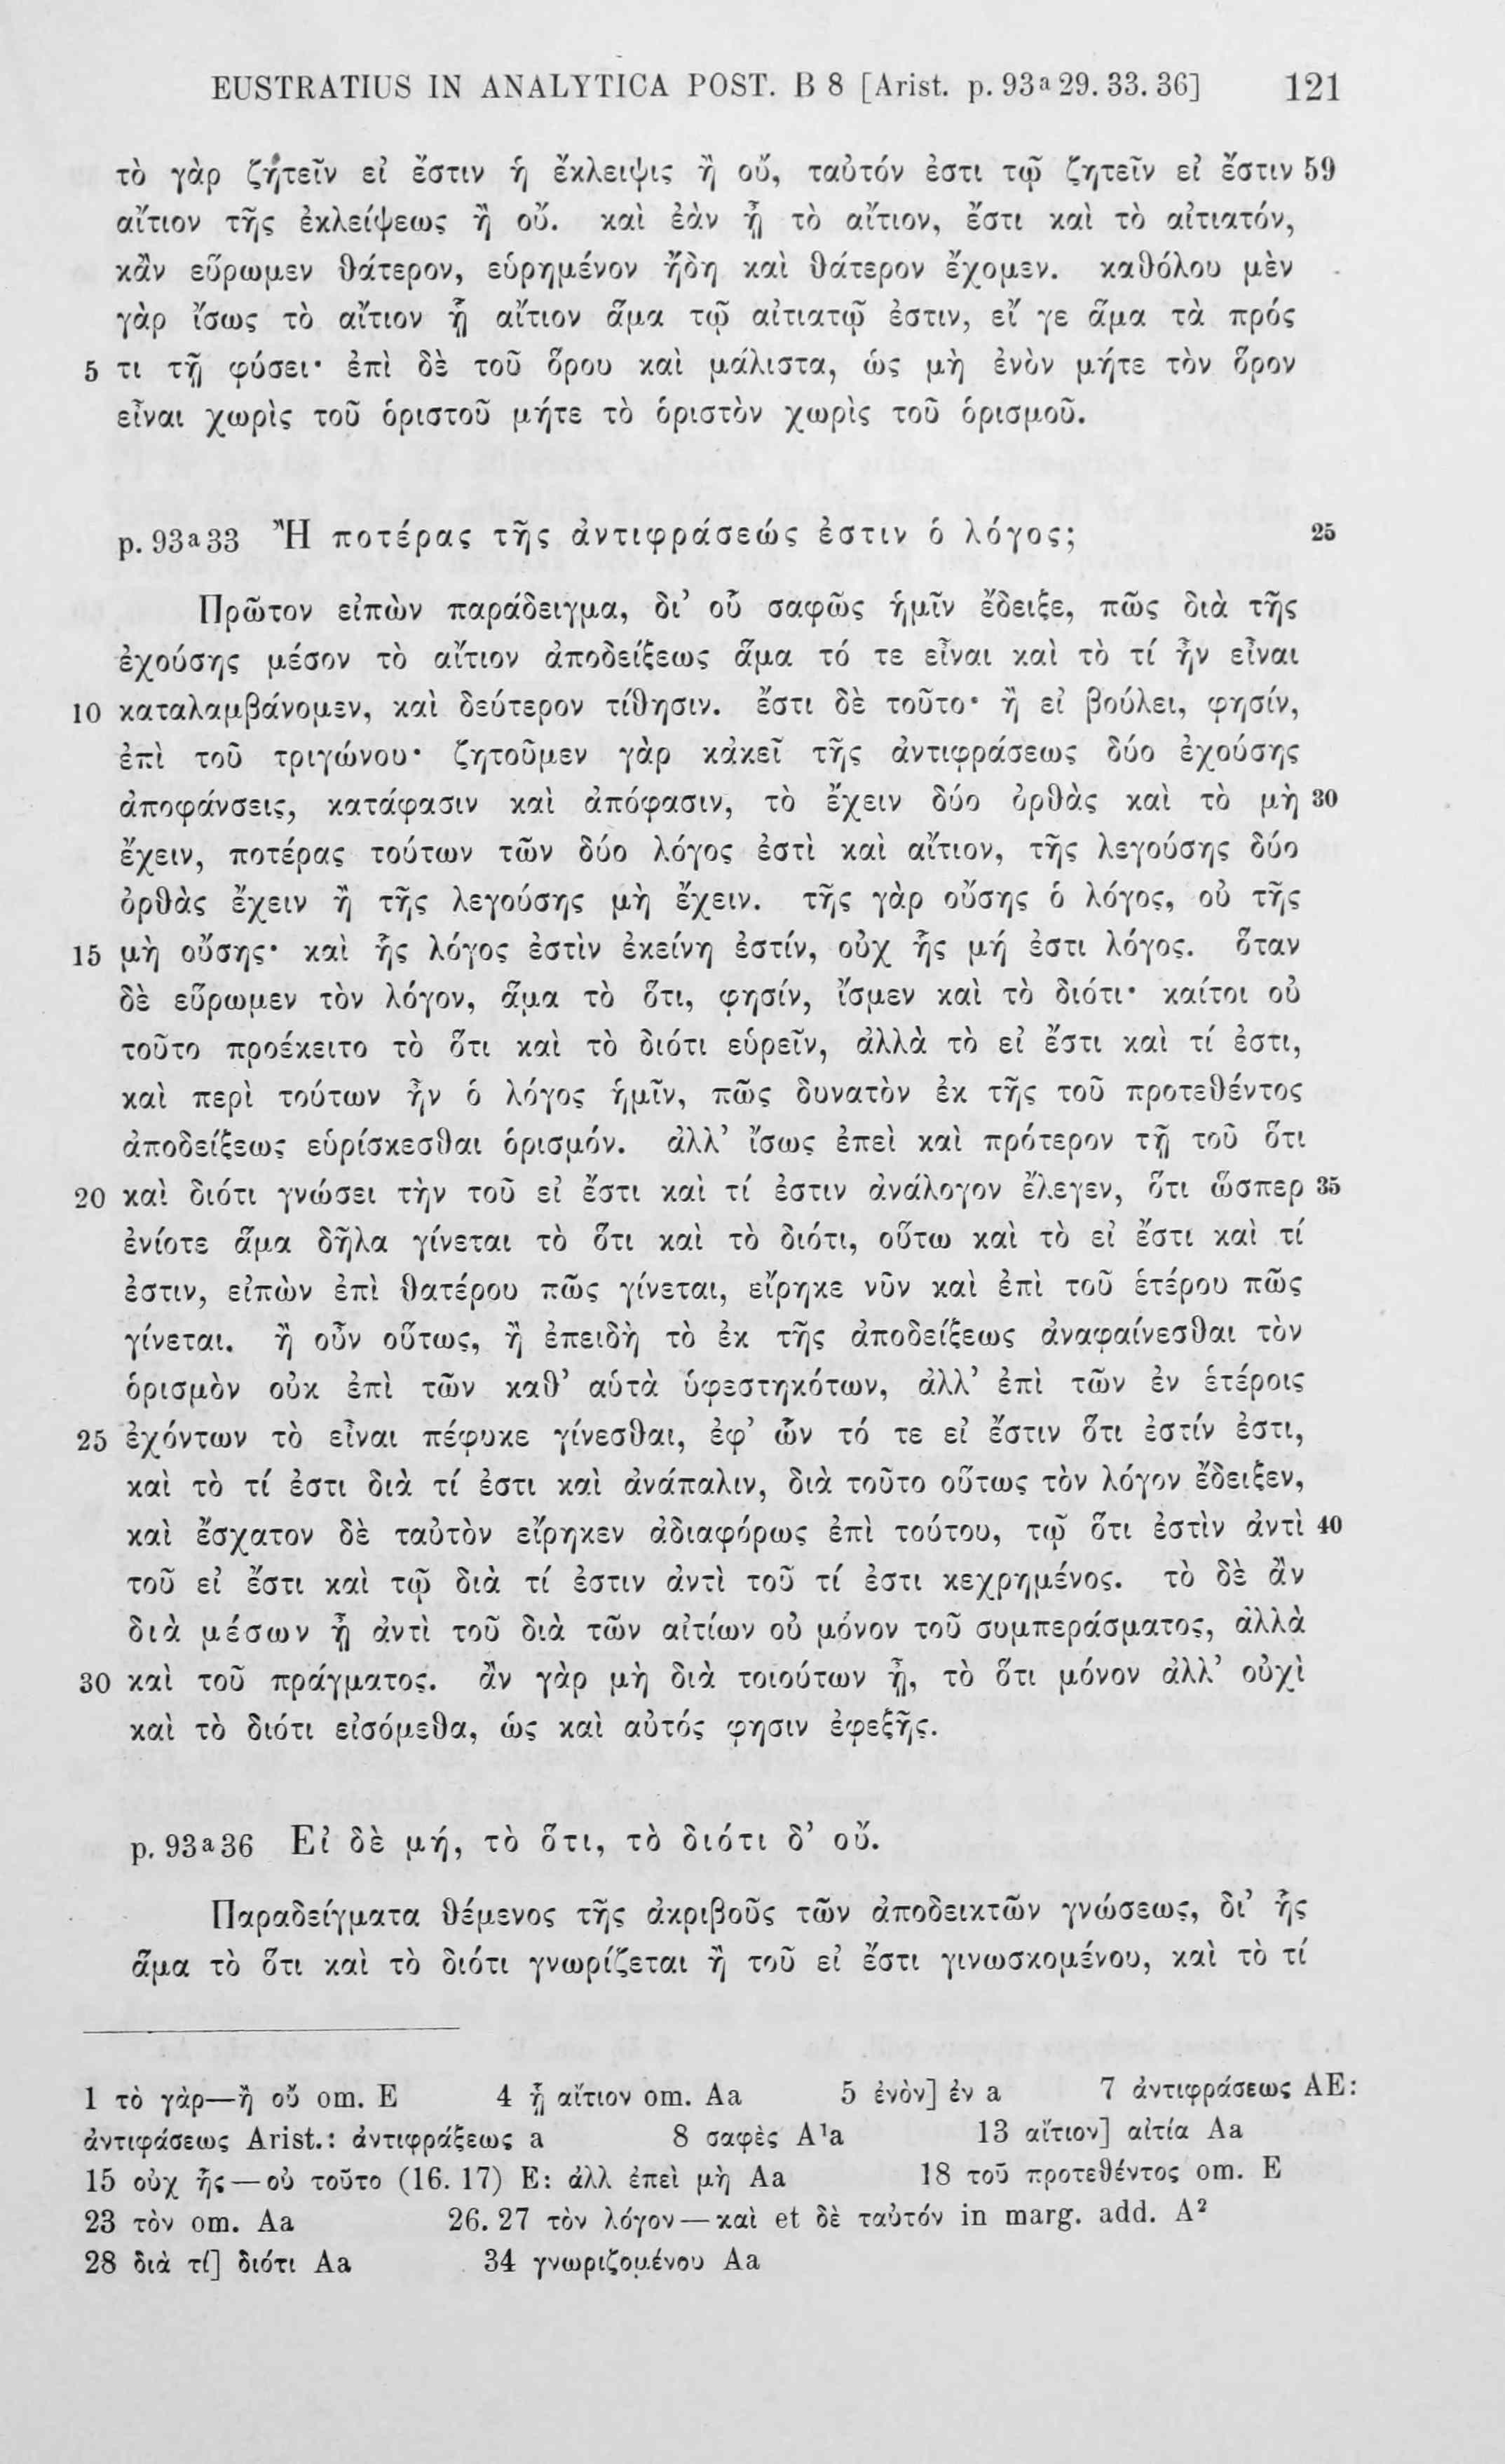 EUSTRATIUS IN ANALYTICA POST. B 8 [Arist. p. 93a 29. 33. 36] 121
τὸ γὰρ ζητεῖν εἰ ἔστιν ἡ ἔκλειψις ἢ οὔ, ταὐτόν ἐστι τῷ ζητεῖν εἰ ἔστιν 59
αἴτιον τῆς ἐκλείψεως ἢ οὔ. καὶ ἐὰν ᾖ τὸ αἴτιον, ἔστι καὶ τὸ αἰτιατόν,
κἂν εὕρωμεν θάτερον, εὑρημένον ἤδη καὶ θάτερον ἔχομεν. καθόλου μὲν
γὰρ ἴσως τὸ αἴτιον ᾗ αἴτιον ἅμα τῷ αἰτιατῷ ἐστιν, εἴ γε ἅμα τὰ πρός
5 τι τῇ φύσει· ἐπὶ δὲ τοῦ ὅρου καὶ μάλιστα, ὡς μὴ ἐνὸν μήτε τὸν ὅρον
εἶναι χωρὶς τοῦ ὁριστοῦ μήτε τὸ ὁριστὸν χωρὶς τοῦ ὁρισμοῦ.
p. 93a33 Ἢ ποτέρας τῆς ἀντιφράσεώς ἐστιν ὁ λόγος; 25
Πρῶτον εἰπὼν παράδειγμα, δι’ οὗ σαφῶς ἡμῖν ἔδειξε, πῶς διὰ τῆς
ἐχούσης μέσον τὸ αἴτιον ἀποδείξεως ἅμα τό τε εἶναι καὶ τὸ τί ἦν εἶναι
10 καταλαμβάνομεν, καὶ δεύτερον τίθησιν. ἔστι δὲ τοῦτο· ἢ εἰ βούλει, φησίν,
ἐπὶ τοῦ τριγώνου· ζητοῦμεν γὰρ κἀκεῖ τῆς ἀντιφράσεως δύο ἐχούσης
ἀποφάνσεις, κατάφασιν καὶ ἀπόφασιν, τὸ ἔχειν δύο ὀρθὰς καὶ τὸ μὴ 30
ἔχειν, ποτέρας τούτων τῶν δύο λόγος ἐστὶ καὶ αἴτιον, τῆς λεγούσης δύο
ὀρθὰς ἔχειν ἢ τῆς λεγούσης μὴ ἔχειν. τῆς γὰρ οὔσης ὁ λόγος, οὐ τῆς
15 μὴ οὔσης· καὶ ἧς λόγος ἐστὶν ἐκείνη ἐστίν, οὐχ ἧς μή ἐστι λόγος. ὅταν
δὲ εὕρωμεν τὸν λόγον, ἅμα τὸ ὅτι, φησίν, ἴσμεν καὶ τὸ διότι· καίτοι οὐ
τοῦτο προέκειτο τὸ ὅτι καὶ τὸ διότι εὑρεῖν, ἀλλὰ τὸ εἰ ἔστι καὶ τί ἐστι,
καὶ περὶ τούτων ἦν ὁ λόγος ἡμῖν, πῶς δυνατὸν ἐκ τῆς τοῦ προτεθέντος
ἀποδείξεως εὑρίσκεσθαι ὁρισμόν. ἀλλ’ ἴσως ἐπεὶ καὶ πρότερον τῇ τοῦ ὅτι
20 καὶ διότι γνώσει τὴν τοῦ εἰ ἔστι καὶ τί ἐστιν ἀνάλογον ἔλεγεν, ὅτι ὥσπερ 35
ἐνίοτε ἅμα δῆλα γίνεται τὸ ὅτι καὶ τὸ διότι, οὕτω καὶ τὸ εἰ ἔστι καὶ τί
ἐστιν, εἰπὼν ἐπὶ θατέρου πῶς γίνεται, εἴρηκε νῦν καὶ ἐπὶ τοῦ ἑτέρου πῶς
γίνεται. ἢ οὖν οὕτως, ἢ ἐπειδὴ τὸ ἐκ τῆς ἀποδείξεως ἀναφαίνεσθαι τὸν
ὁρισμὸν οὐκ ἐπὶ τῶν καθ’ αὑτὰ ὑφεστηκότων, ἀλλ’ ἐπὶ τῶν ἐν ἑτέροις
25 ἐχόντων τὸ εἶναι πέφυκε γίνεσθαι, ἐφ’ ὧν τό τε εἰ ἔστιν ὅτι ἐστίν ἐστι,
καὶ τὸ τί ἐστι διὰ τί ἐστι καὶ ἀνάπαλιν, διὰ τοῦτο οὕτως τὸν λόγον ἔδειξεν,
καὶ ἔσχατον δὲ ταὐτὸν εἴρηκεν ἀδιαφόρως ἐπὶ τούτου, τῷ ὅτι ἐστὶν ἀντὶ 40
τοῦ εἰ ἔστι καὶ τῷ διὰ τί ἐστιν ἀντὶ τοῦ τί ἐστι κεχρημένος. τὸ δὲ ἂν
διὰ μέσων ᾖ ἀντὶ τοῦ διὰ τῶν αἰτίων οὐ μόνον τοῦ συμπεράσματος, ἀλλὰ
30 καὶ τοῦ πράγματος. ἂν γὰρ μὴ διὰ τοιούτων ᾖ, τὸ ὅτι μόνον ἀλλ’ οὐχὶ
καὶ τὸ διότι εἰσόμεθα, ὡς καὶ αὐτός φησιν ἐφεξῆς.
p. 93a36 Εἰ δὲ μή, τὸ ὅτι, τὸ διότι δ’ οὔ.
Παραδείγματα θέμενος τῆς ἀκριβοῦς τῶν ἀποδεικτῶν γνώσεως, δι’ ἧς
ἅμα τὸ ὅτι καὶ τὸ διότι γνωρίζεται ἢ τοῦ εἰ ἔστι γινωσκομένου, καὶ τὸ τί
1 τὸ γὰρ—ἢ οὔ om. E 4 ᾗ αἴτιον om. Aa 5 ἐνὸν] ἐν a 7 ἀντιφράσεως AE:
ἀντιφάσεως Arist.: ἀντιφράξεως a 8 σαφὲς A¹a 13 αἴτιον] αἰτία Aa
15 οὐχ ἧς—οὐ τοῦτο (16. 17) E: ἀλλ ἐπεὶ μὴ Aa 18 τοῦ προτεθέντος om. E
23 τὸν om. Aa 26. 27 τὸν λόγον—καὶ et δὲ ταὐτόν in marg. add. A²
28 διὰ τί] διότι Aa 34 γνωριζομένου Aa